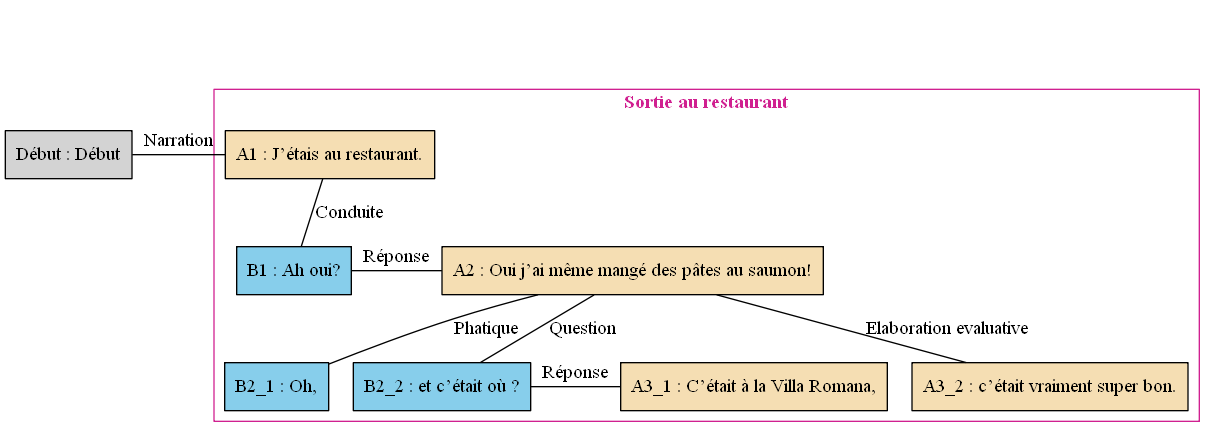 Sortie au restaurant
Début : Début
Narration
A1 : J’étais au restaurant.
Conduite
B1 : Ah oui?
Réponse
A2 : Oui j’ai même mangé des pâtes au saumon!
Phatique
Question
Elaboration evaluative
B2_1 : Oh,
B2_2 : et c’était où ?
Réponse
A3_1 : C’était à la Villa Romana,
A3_2 : c’était vraiment super bon.